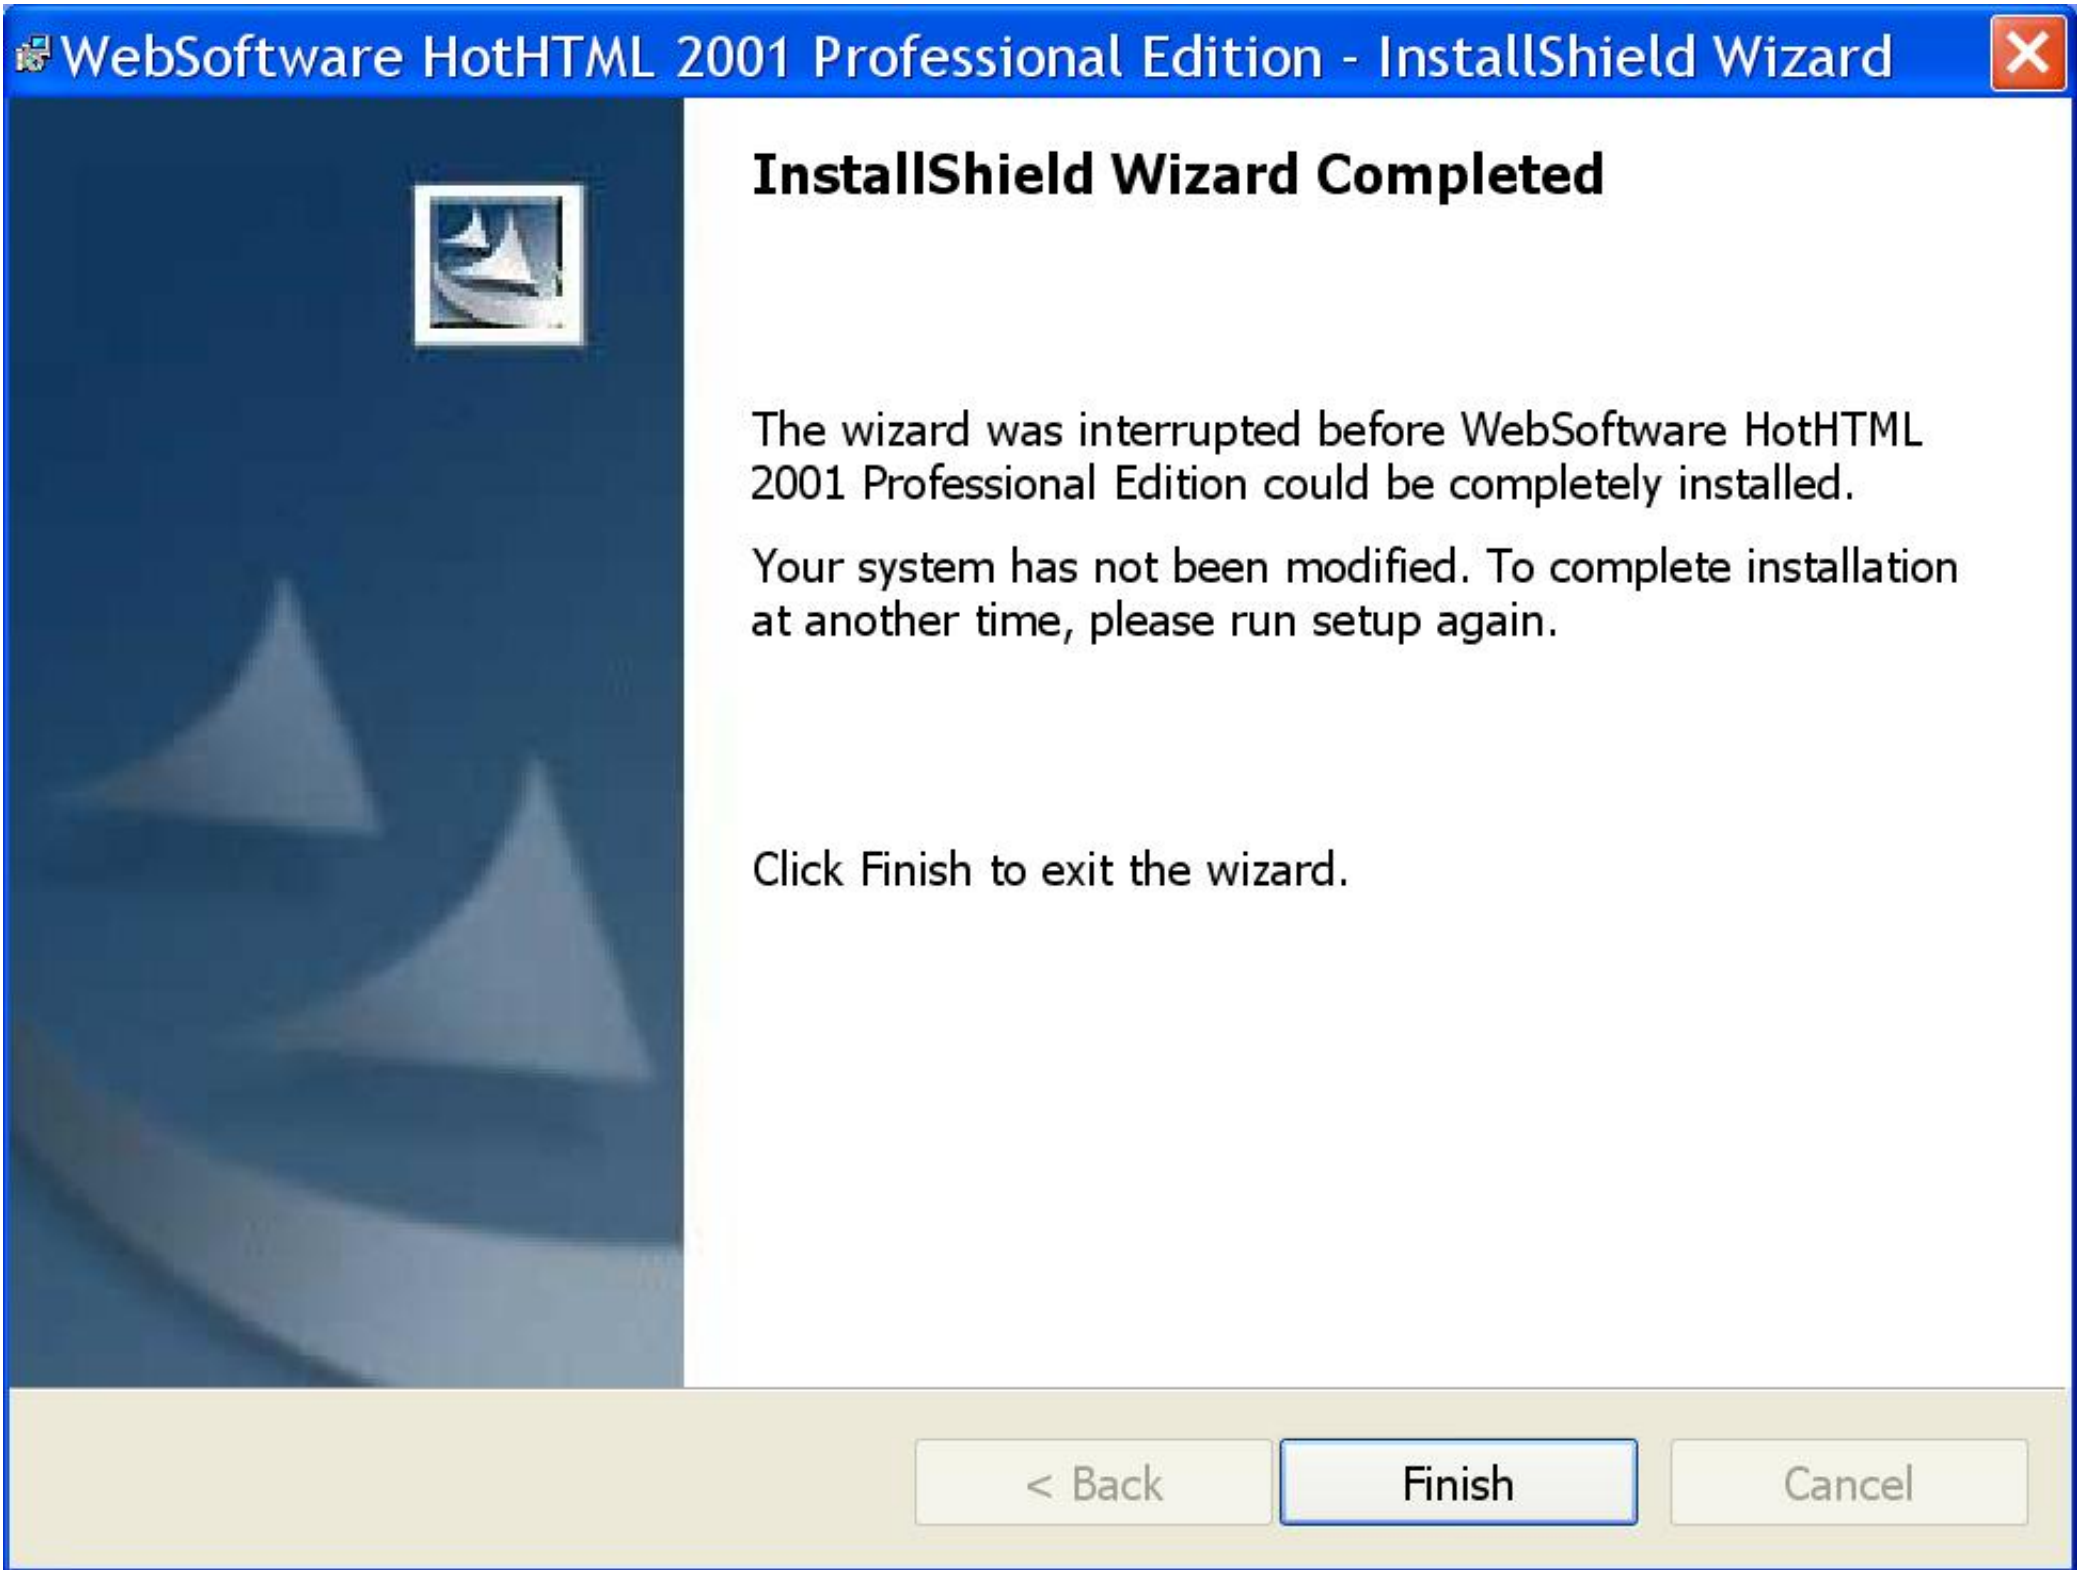 WebSoftware HotHTML 2001 Professional Edition - InstallShield Wizard
InstallShield Wizard Completed
The wizard was interrupted before WebSoftware HotHTML
2001 Professional Edition could be completely installed.
Your system has not been modified. To complete installation
at another time, please run setup again.
Click Finish to exit the wizard.
< Back
Finish
Cancel